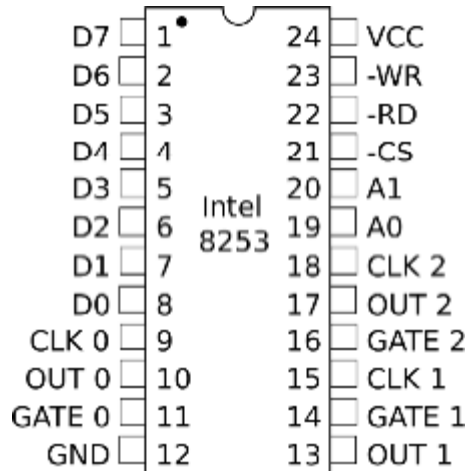 D7 1 24 VCC
D6 2 23 -WR
D5 3 22 -RD
D4 4 21 -CS
D3 5 20 A1
Intel
D2 6 19 A0
8253
D1 7 18 CLK 2
D0 8 17 OUT 2
CLK 0 9 16 GATE 2
OUT 0 10 15 CLK 1
GATE 0 11 14 GATE 1
GND 12 13 OUT 1